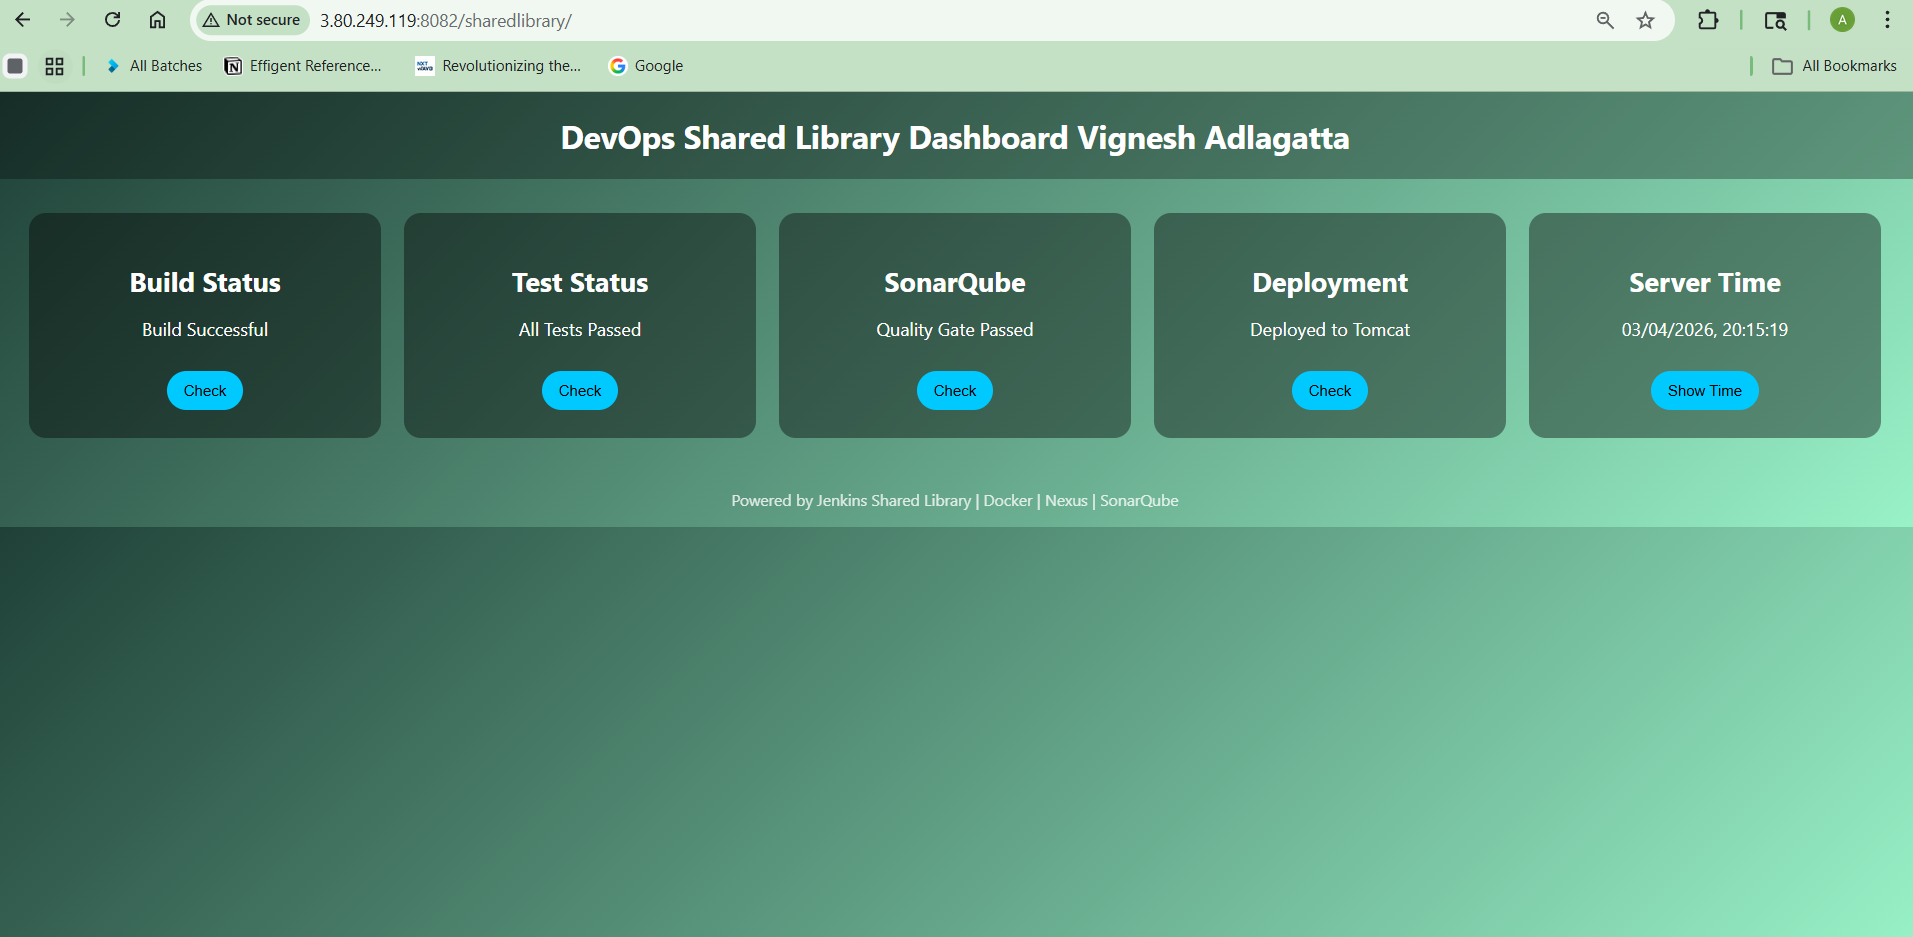 Not secure 3.80.249.119:8082/sharedlibrary/ A
All Batches Effigent Reference... Revolutionizing the... Google All Bookmarks
DevOps Shared Library Dashboard Vignesh Adlagatta
Build Status
Build Successful
Check
Test Status
All Tests Passed
Check
SonarQube
Quality Gate Passed
Check
Deployment
Deployed to Tomcat
Check
Server Time
03/04/2026, 20:15:19
Show Time
Powered by Jenkins Shared Library | Docker | Nexus | SonarQube